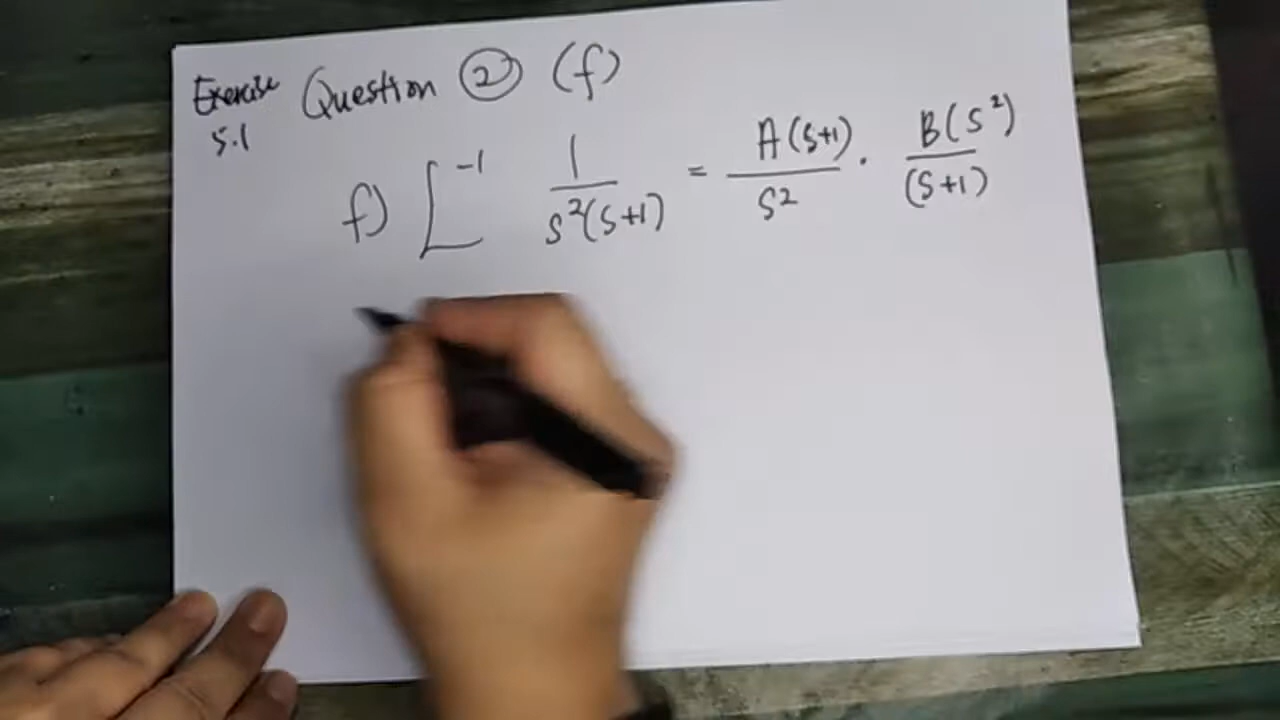 Exercise Question ② (f)
5.1
f) L⁻¹ 1/s²(s+1) = A(s+1)/s² . B(s²)/(s+1)